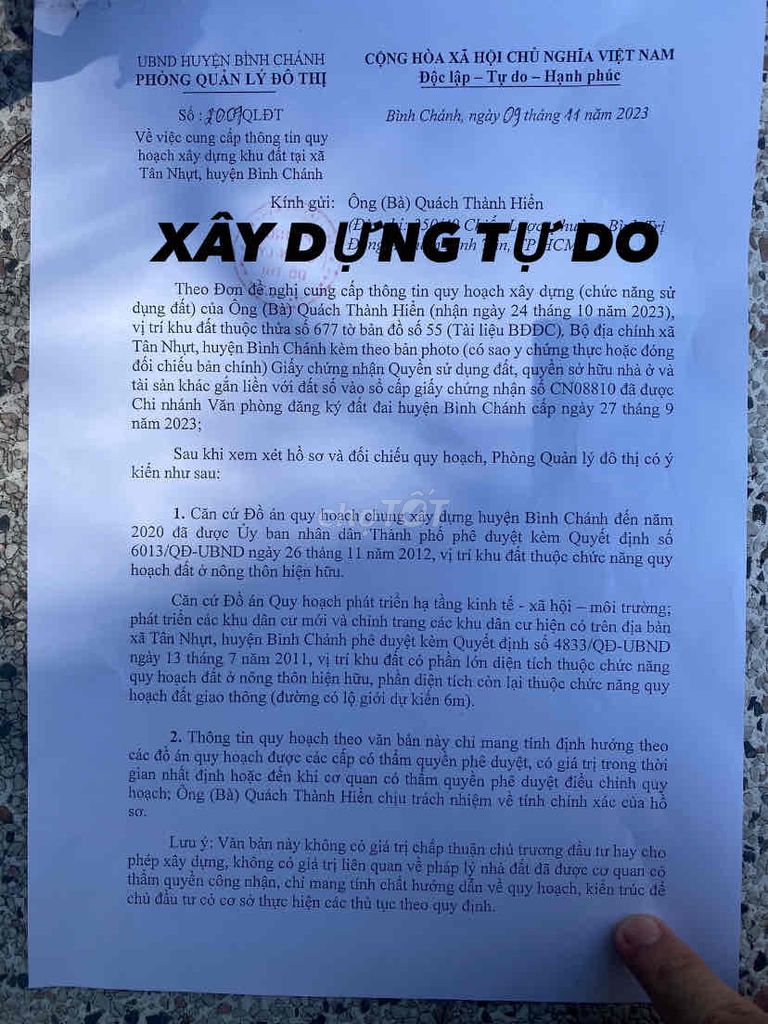 UBND HUYỆN BÌNH CHÁNH
PHÒNG QUẢN LÝ ĐÔ THỊ
CỘNG HÒA XÃ HỘI CHỦ NGHĨA VIỆT NAM
Độc lập – Tự do – Hạnh phúc
Số : QLĐT
Bình Chánh, ngày 09 tháng 11 năm 2023
Về việc cung cấp thông tin quy
hoạch xây dựng khu đất tại xã
Tân Nhựt, huyện Bình Chánh
Kính gửi: Ông (Bà) Quách Thành Hiển
XÂY DỰNG TỰ DO
Theo Đơn đề nghị cung cấp thông tin quy hoạch xây dựng (chức năng sử
dụng đất) của Ông (Bà) Quách Thành Hiển (nhận ngày 24 tháng 10 năm 2023),
vị trí khu đất thuộc thửa số 677 tờ bản đồ số 55 (Tài liệu BĐĐC), Bộ địa chính xã
Tân Nhựt, huyện Bình Chánh kèm theo bản photo (có sao y chứng thực hoặc đóng
đối chiếu bản chính) Giấy chứng nhận Quyền sử dụng đất, quyền sở hữu nhà ở và
tài sản khác gắn liền với đất số vào sổ cấp giấy chứng nhận số CN08810 đã được
Chi nhánh Văn phòng đăng ký đất đai huyện Bình Chánh cấp ngày 27 tháng 9
năm 2023;
Sau khi xem xét hồ sơ và đối chiếu quy hoạch, Phòng Quản lý đô thị có ý
kiến như sau:
1. Căn cứ Đồ án quy hoạch chung xây dựng huyện Bình Chánh đến năm
2020 đã được Ủy ban nhân dân Thành phố phê duyệt kèm Quyết định số
6013/QĐ-UBND ngày 26 tháng 11 năm 2012, vị trí khu đất thuộc chức năng quy
hoạch đất ở nông thôn hiện hữu.
chợTỐT
Căn cứ Đồ án Quy hoạch phát triển hạ tầng kinh tế - xã hội – môi trường;
phát triển các khu dân cư mới và chỉnh trang các khu dân cư hiện có trên địa bàn
xã Tân Nhựt, huyện Bình Chánh phê duyệt kèm Quyết định số 4833/QĐ-UBND
ngày 13 tháng 7 năm 2011, vị trí khu đất có phần lớn diện tích thuộc chức năng
quy hoạch đất ở nông thôn hiện hữu, phần diện tích còn lại thuộc chức năng quy
hoạch đất giao thông (đường có lộ giới dự kiến 6m).
2. Thông tin quy hoạch theo văn bản này chỉ mang tính định hướng theo
các đồ án quy hoạch được các cấp có thẩm quyền phê duyệt, có giá trị trong thời
gian nhất định hoặc đến khi cơ quan có thẩm quyền phê duyệt điều chỉnh quy
hoạch; Ông (Bà) Quách Thành Hiển chịu trách nhiệm về tính chính xác của hồ
sơ.
Lưu ý: Văn bản này không có giá trị chấp thuận chủ trương đầu tư hay cho
phép xây dựng, không có giá trị liên quan về pháp lý nhà đất đã được cơ quan có
thẩm quyền công nhận, chỉ mang tính chất hướng dẫn về quy hoạch, kiến trúc để
chủ đầu tư có cơ sở thực hiện các thủ tục theo quy định.